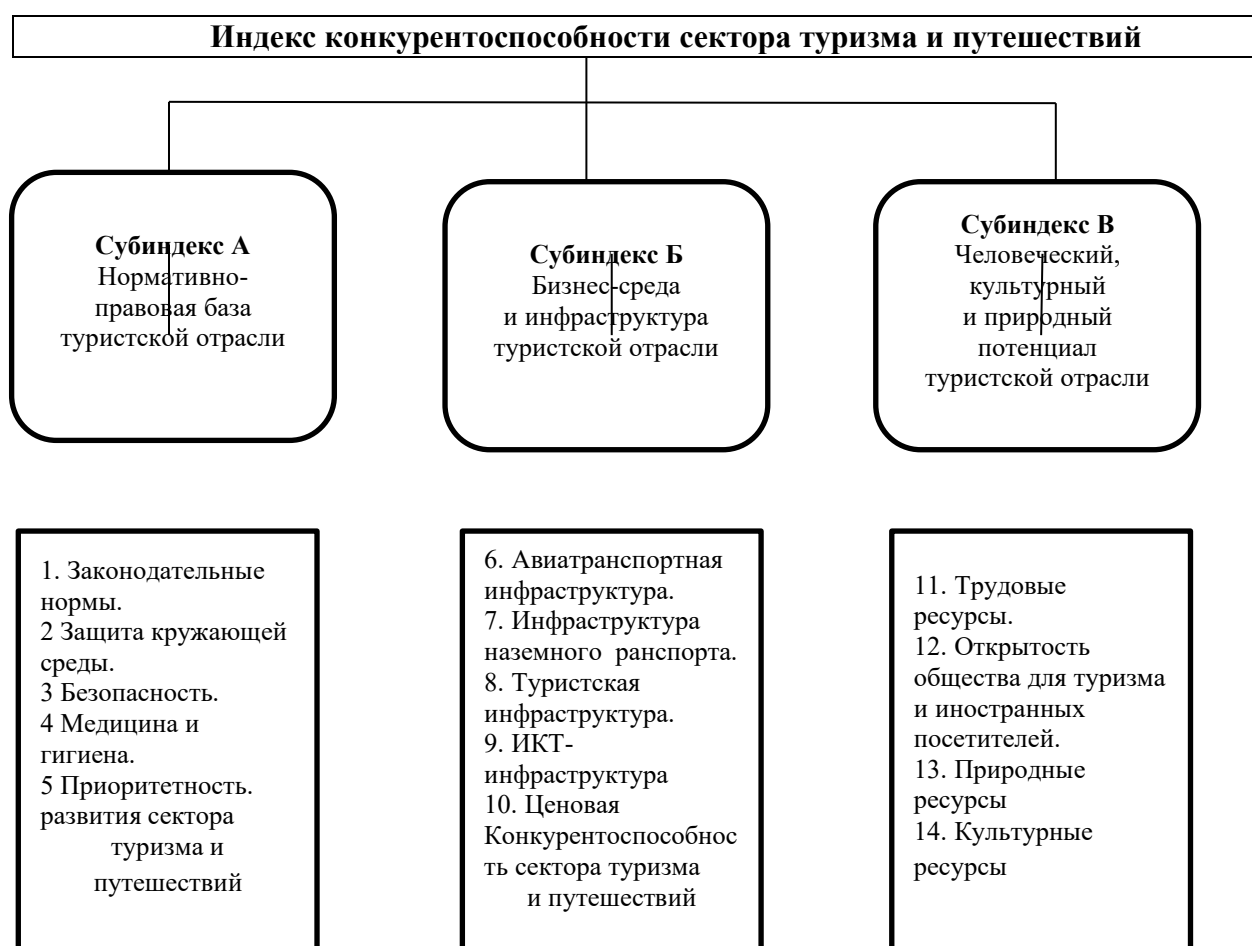 Индекс конкурентоспособности сектора туризма и путешествий
Субиндекс А
Нормативно-
правовая база
туристской отрасли
Субиндекс Б
Бизнес-среда
и инфраструктура
туристской отрасли
Субиндекс В
Человеческий,
культурный
и природный
потенциал
туристской отрасли
1. Законодательные
нормы.
2 Защита кружающей
среды.
3 Безопасность.
4 Медицина и
гигиена.
5 Приоритетность.
развития сектора
туризма и
путешествий
6. Авиатранспортная
инфраструктура.
7. Инфраструктура
наземного ранспорта.
8. Туристская
инфраструктура.
9. ИКТ-
инфраструктура
10. Ценовая
Конкурентоспособнос
ть сектора туризма
и путешествий
11. Трудовые
ресурсы.
12. Открытость
общества для туризма
и иностранных
посетителей.
13. Природные
ресурсы
14. Культурные
ресурсы